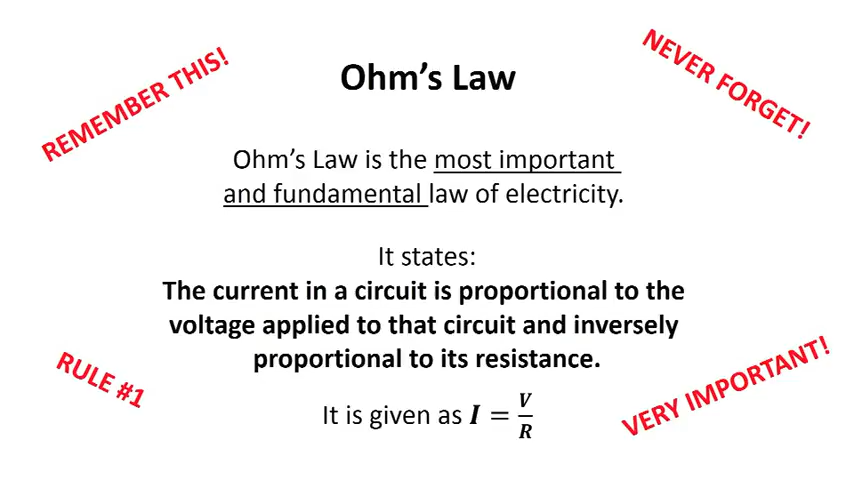 REMEMBER THIS!
NEVER FORGET!
Ohm's Law
Ohm's Law is the most important
and fundamental law of electricity.
It states:
The current in a circuit is proportional to the
voltage applied to that circuit and inversely
proportional to its resistance.
RULE #1
VERY IMPORTANT!
It is given as I = V/R